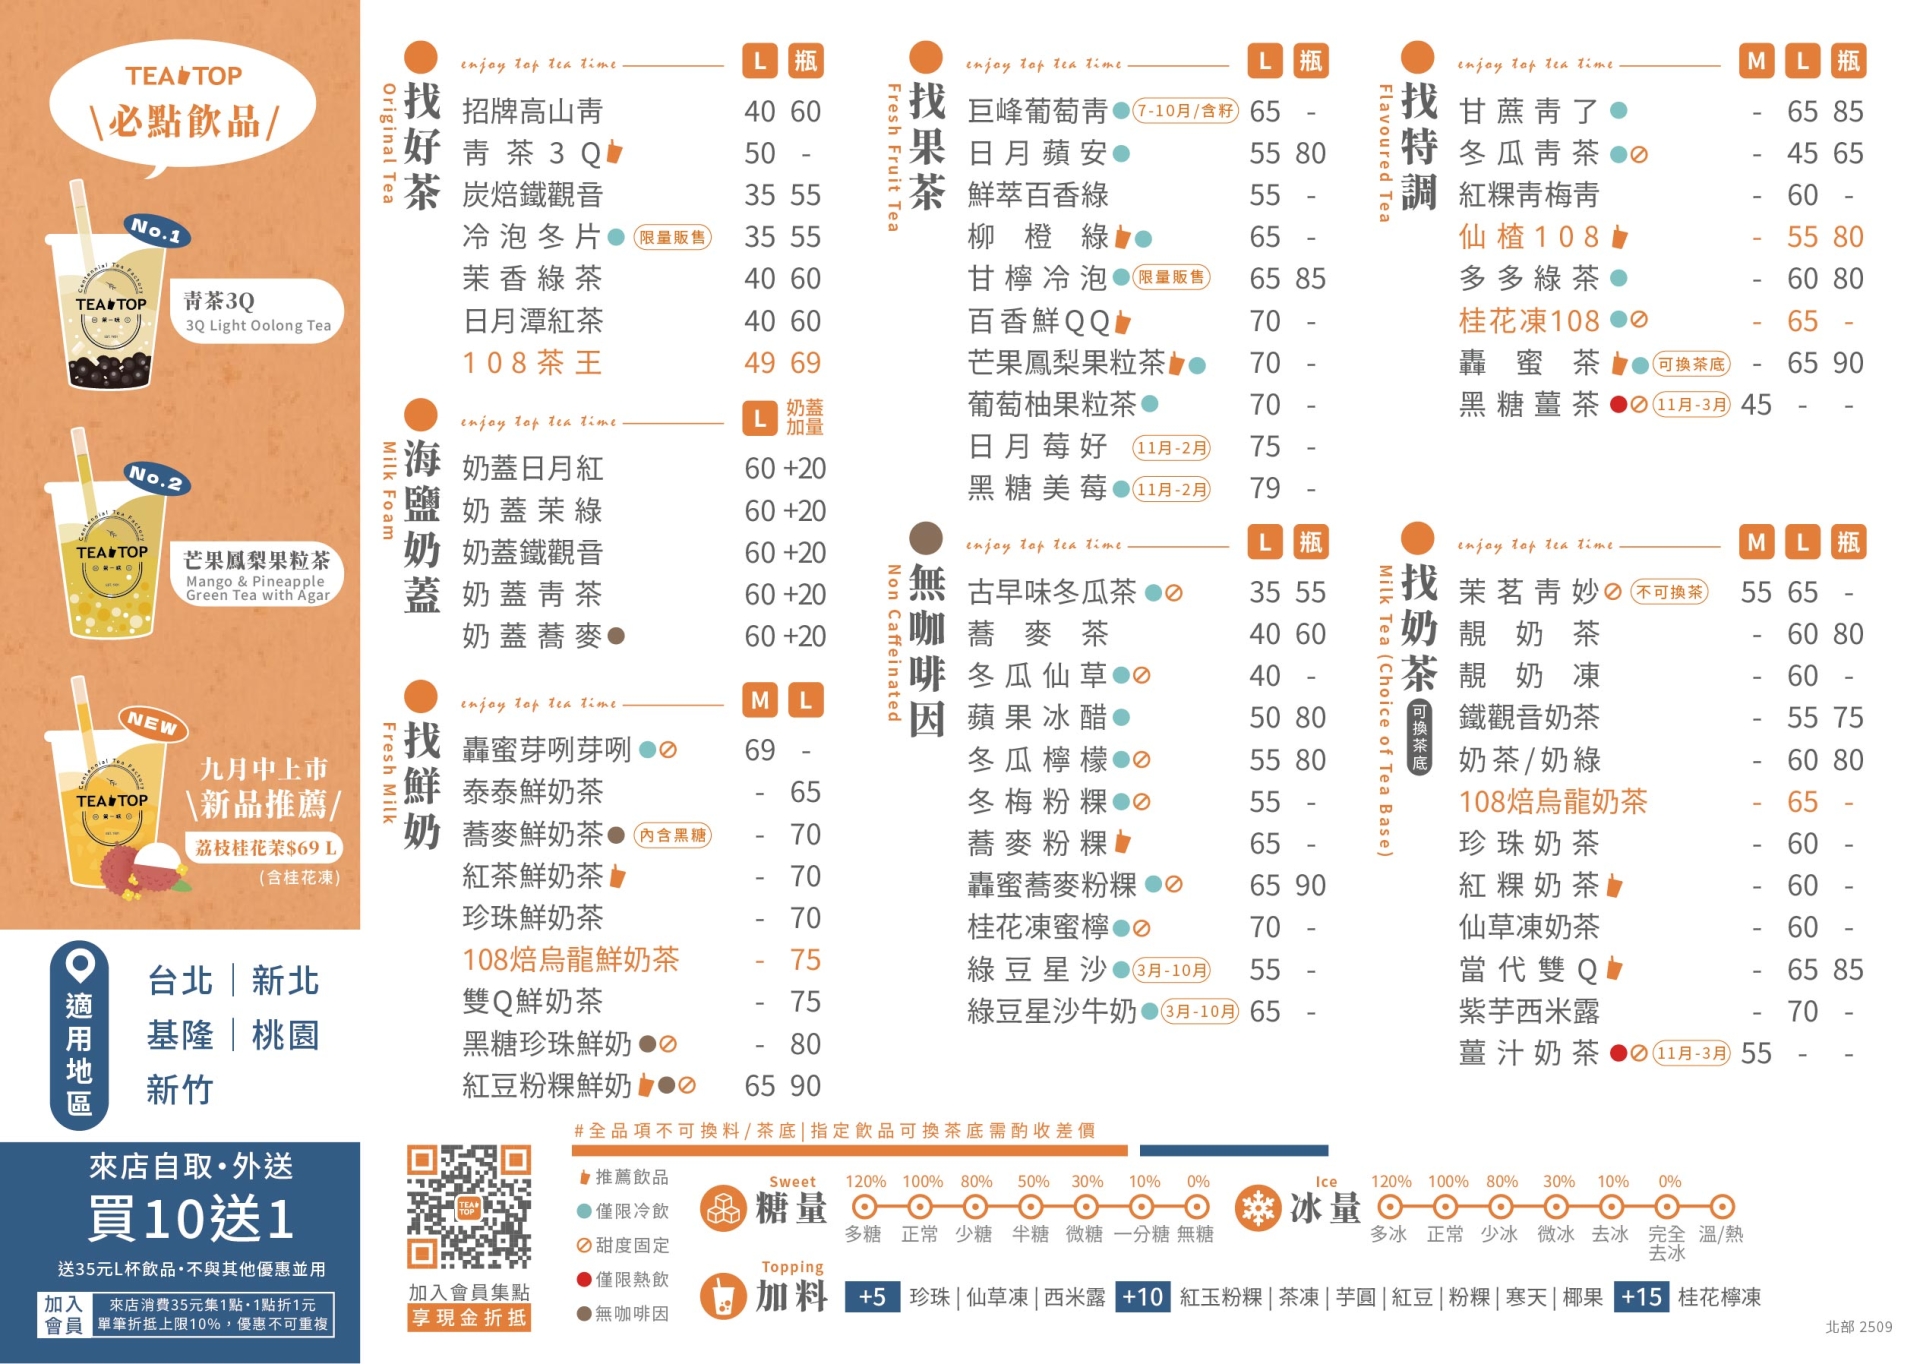 TEA TOP
\必點飲品/
No.1
青茶3Q
3Q Light Oolong Tea
TEA TOP
No.2
芒果鳳梨果粒茶
Mango & Pineapple
Green Tea with Agar
TEA TOP
NEW
九月中上市
\新品推薦/
荔枝桂花茉$69 L
(含桂花凍)
TEA TOP
適用地區
台北｜新北
基隆｜桃園
新竹
來店自取•外送
買10送1
送35元L杯飲品•不與其他優惠並用
加入會員
來店消費35元集1點•1點折1元
單筆折抵上限10%，優惠不可重複
找好茶
Original Tea
enjoy top tea time L 瓶
招牌高山青 40 60
青茶3Q 50 -
炭焙鐵觀音 35 55
冷泡冬片 限量販售 35 55
茉香綠茶 40 60
日月潭紅茶 40 60
108茶王 49 69
海鹽奶蓋
Milk Foam
enjoy top tea time L 奶蓋加量
奶蓋日月紅 60 +20
奶蓋茉綠 60 +20
奶蓋鐵觀音 60 +20
奶蓋青茶 60 +20
奶蓋蕎麥 60 +20
找鮮奶
Fresh Milk
enjoy top tea time M L
轟蜜芽咧芽咧 69 -
泰泰鮮奶茶 - 65
蕎麥鮮奶茶 內含黑糖 - 70
紅茶鮮奶茶 - 70
珍珠鮮奶茶 - 70
108焙烏龍鮮奶茶 - 75
雙Q鮮奶茶 - 75
黑糖珍珠鮮奶 - 80
紅豆粉粿鮮奶 65 90
找果茶
Fresh Fruit Tea
enjoy top tea time L 瓶
巨峰葡萄青 7-10月/含籽 65 -
日月蘋安 55 80
鮮萃百香綠 55 -
柳橙綠 65 -
甘檸冷泡 限量販售 65 85
百香鮮QQ 70 -
芒果鳳梨果粒茶 70 -
葡萄柚果粒茶 70 -
日月莓好 11月-2月 75 -
黑糖美莓 11月-2月 79 -
無咖啡因
Non Caffeinated
enjoy top tea time L 瓶
古早味冬瓜茶 35 55
蕎麥茶 40 60
冬瓜仙草 40 -
蘋果冰醋 50 80
冬瓜檸檬 55 80
冬梅粉粿 55 -
蕎麥粉粿 65 -
轟蜜蕎麥粉粿 65 90
桂花凍蜜檸 70 -
綠豆星沙 3月-10月 55 -
綠豆星沙牛奶 3月-10月 65 -
找特調
Flavoured Tea
enjoy top tea time M L 瓶
甘蔗青了 - 65 85
冬瓜青茶 - 45 65
紅粿青梅青 - 60 -
仙楂108 - 55 80
多多綠茶 - 60 80
桂花凍108 - 65 -
轟蜜茶 可換茶底 - 65 90
黑糖薑茶 11月-3月 45 - -
找奶茶
可換茶底
Milk Tea (Choice of Tea Base)
enjoy top tea time M L 瓶
茉茗青妙 不可換茶 55 65 -
靚奶茶 - 60 80
靚奶凍 - 60 -
鐵觀音奶茶 - 55 75
奶茶/奶綠 - 60 80
108焙烏龍奶茶 - 65 -
珍珠奶茶 - 60 -
紅粿奶茶 - 60 -
仙草凍奶茶 - 60 -
當代雙Q - 65 85
紫芋西米露 - 70 -
薑汁奶茶 11月-3月 55 - -
加入會員集點
享現金折抵
TEA TOP
#全品項不可換料/茶底|指定飲品可換茶底需酌收差價
推薦飲品
僅限冷飲
甜度固定
僅限熱飲
無咖啡因
Sweet
糖量
120% 100% 80% 50% 30% 10% 0%
多糖 正常 少糖 半糖 微糖 一分糖 無糖
Ice
冰量
120% 100% 80% 30% 10% 0%
多冰 正常 少冰 微冰 去冰 完全去冰 溫/熱
Topping
加料
+5 珍珠|仙草凍|西米露 +10 紅玉粉粿|茶凍|芋圓|紅豆|粉粿|寒天|椰果 +15 桂花檸凍
北部 2509